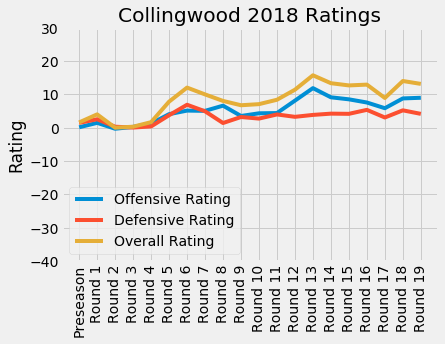 Collingwood 2018 Ratings
Rating
30
20
10
0
−10
−20
−30
−40
Offensive Rating
Defensive Rating
Overall Rating
Preseason
Round 1
Round 2
Round 3
Round 4
Round 5
Round 6
Round 7
Round 8
Round 9
Round 10
Round 11
Round 12
Round 13
Round 14
Round 15
Round 16
Round 17
Round 18
Round 19